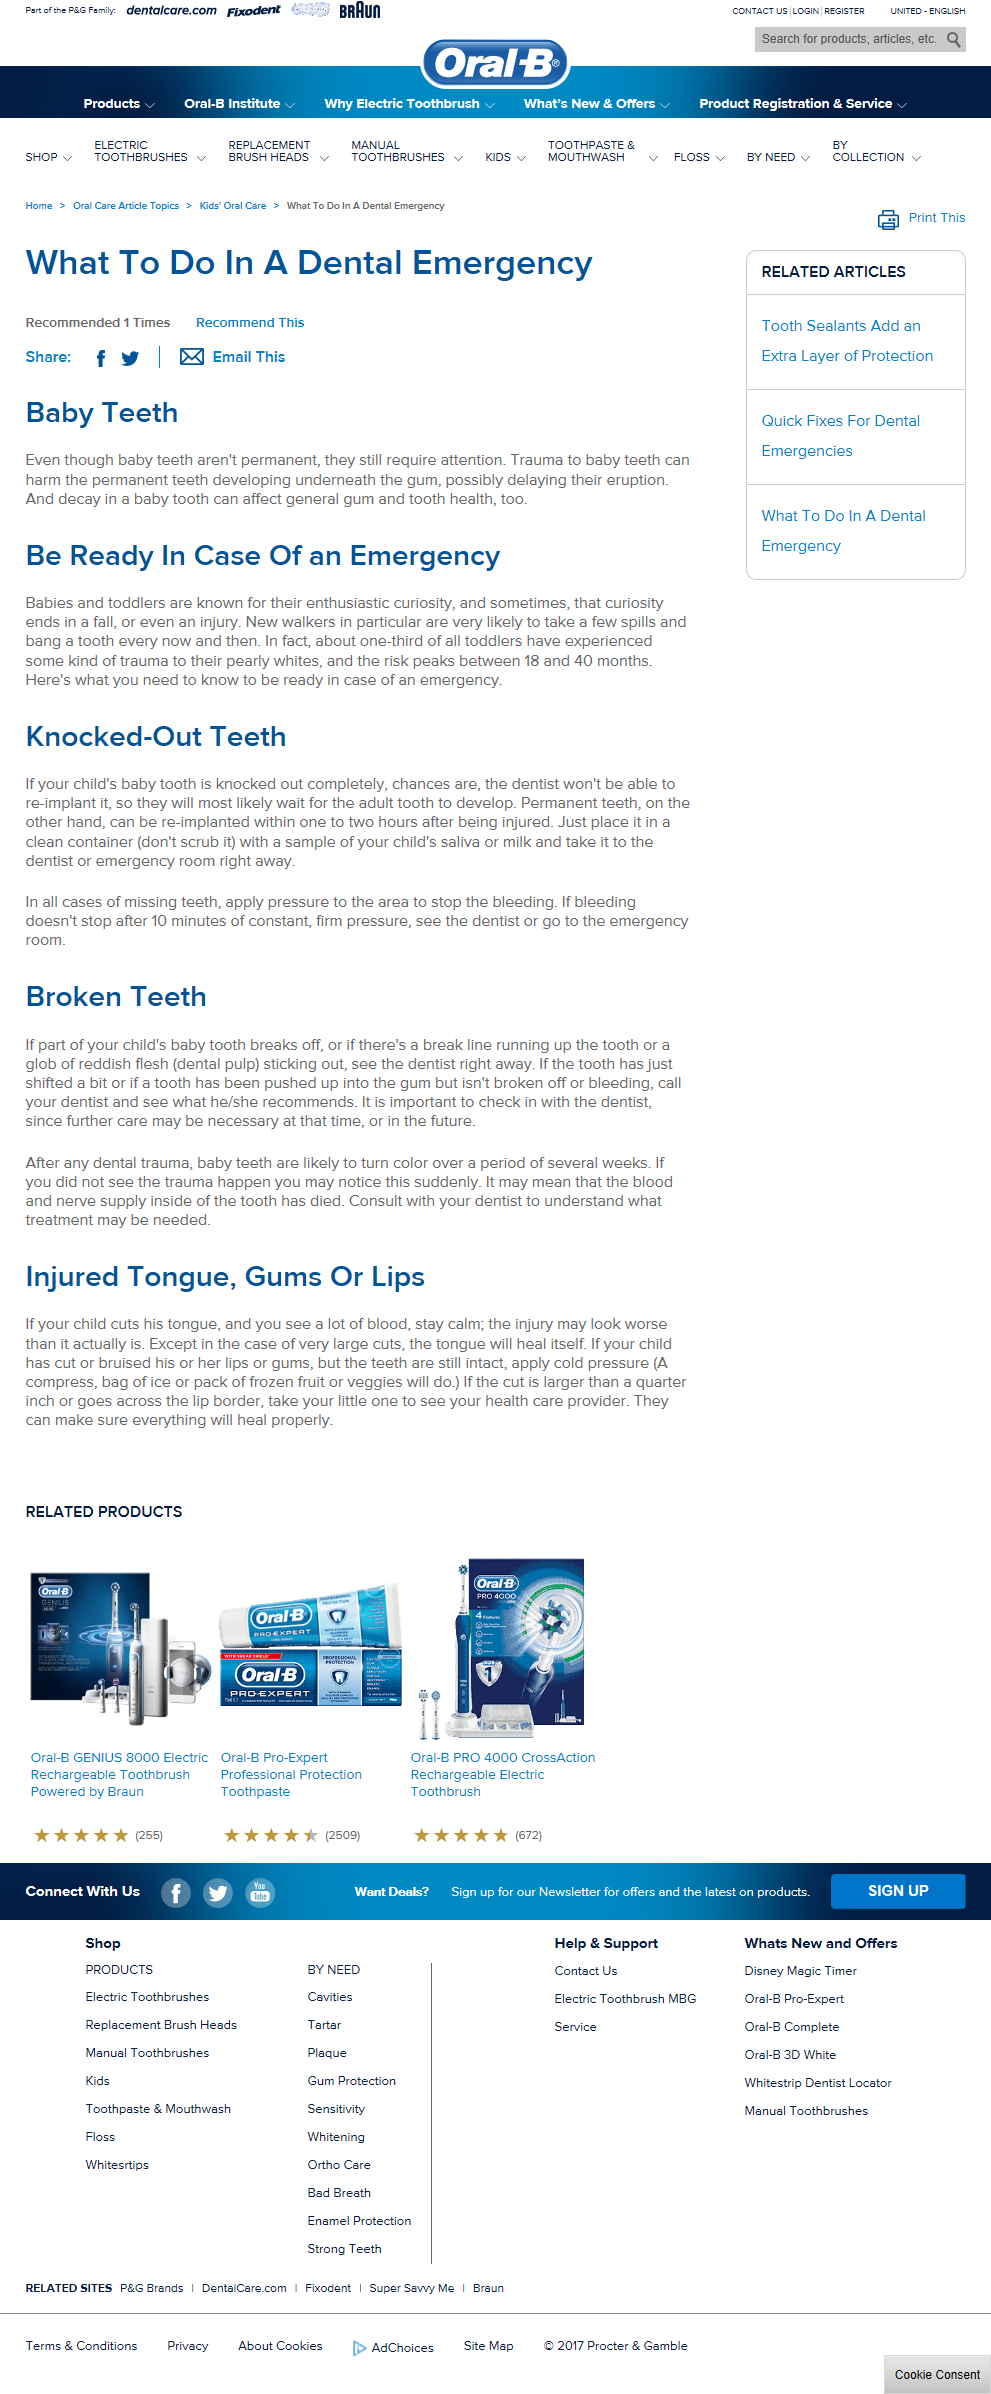 Part of the P&G Family: dentalcare.com Fixodent BRAUN
CONTACT US | LOGIN | REGISTER UNITED - ENGLISH
Search for products, articles, etc.
Oral-B®
Products Oral-B Institute Why Electric Toothbrush What's New & Offers Product Registration & Service
SHOP ELECTRIC TOOTHBRUSHES REPLACEMENT BRUSH HEADS MANUAL TOOTHBRUSHES KIDS TOOTHPASTE & MOUTHWASH FLOSS BY NEED BY COLLECTION
Home > Oral Care Article Topics > Kids' Oral Care > What To Do In A Dental Emergency
Print This
What To Do In A Dental Emergency
Recommended 1 Times Recommend This
Share: Email This
RELATED ARTICLES
Tooth Sealants Add an
Extra Layer of Protection
Quick Fixes For Dental
Emergencies
What To Do In A Dental
Emergency
Baby Teeth
Even though baby teeth aren't permanent, they still require attention. Trauma to baby teeth can
harm the permanent teeth developing underneath the gum, possibly delaying their eruption.
And decay in a baby tooth can affect general gum and tooth health, too.
Be Ready In Case Of an Emergency
Babies and toddlers are known for their enthusiastic curiosity, and sometimes, that curiosity
ends in a fall, or even an injury. New walkers in particular are very likely to take a few spills and
bang a tooth every now and then. In fact, about one-third of all toddlers have experienced
some kind of trauma to their pearly whites, and the risk peaks between 18 and 40 months.
Here's what you need to know to be ready in case of an emergency.
Knocked-Out Teeth
If your child's baby tooth is knocked out completely, chances are, the dentist won't be able to
re-implant it, so they will most likely wait for the adult tooth to develop. Permanent teeth, on the
other hand, can be re-implanted within one to two hours after being injured. Just place it in a
clean container (don't scrub it) with a sample of your child's saliva or milk and take it to the
dentist or emergency room right away.
In all cases of missing teeth, apply pressure to the area to stop the bleeding. If bleeding
doesn't stop after 10 minutes of constant, firm pressure, see the dentist or go to the emergency
room.
Broken Teeth
If part of your child's baby tooth breaks off, or if there's a break line running up the tooth or a
glob of reddish flesh (dental pulp) sticking out, see the dentist right away. If the tooth has just
shifted a bit or if a tooth has been pushed up into the gum but isn't broken off or bleeding, call
your dentist and see what he/she recommends. It is important to check in with the dentist,
since further care may be necessary at that time, or in the future.
After any dental trauma, baby teeth are likely to turn color over a period of several weeks. If
you did not see the trauma happen you may notice this suddenly. It may mean that the blood
and nerve supply inside of the tooth has died. Consult with your dentist to understand what
treatment may be needed.
Injured Tongue, Gums Or Lips
If your child cuts his tongue, and you see a lot of blood, stay calm; the injury may look worse
than it actually is. Except in the case of very large cuts, the tongue will heal itself. If your child
has cut or bruised his or her lips or gums, but the teeth are still intact, apply cold pressure (A
compress, bag of ice or pack of frozen fruit or veggies will do.) If the cut is larger than a quarter
inch or goes across the lip border, take your little one to see your health care provider. They
can make sure everything will heal properly.
RELATED PRODUCTS
Oral-B
GENIUS
Oral-B
PRO-EXPERT
PROFESSIONAL
PROTECTION
Oral-B
PRO-EXPERT
Oral-B
PRO 4000
Oral-B GENIUS 8000 Electric
Rechargeable Toothbrush
Powered by Braun
(255)
Oral-B Pro-Expert
Professional Protection
Toothpaste
(2509)
Oral-B PRO 4000 CrossAction
Rechargeable Electric
Toothbrush
(672)
Connect With Us You Tube Want Deals? Sign up for our Newsletter for offers and the latest on products. SIGN UP
Shop
PRODUCTS
Electric Toothbrushes
Replacement Brush Heads
Manual Toothbrushes
Kids
Toothpaste & Mouthwash
Floss
Whitesrtips
BY NEED
Cavities
Tartar
Plaque
Gum Protection
Sensitivity
Whitening
Ortho Care
Bad Breath
Enamel Protection
Strong Teeth
Help & Support
Contact Us
Electric Toothbrush MBG
Service
Whats New and Offers
Disney Magic Timer
Oral-B Pro-Expert
Oral-B Complete
Oral-B 3D White
Whitestrip Dentist Locator
Manual Toothbrushes
RELATED SITES P&G Brands | DentalCare.com | Fixodent | Super Savvy Me | Braun
Terms & Conditions Privacy About Cookies AdChoices Site Map © 2017 Procter & Gamble
Cookie Consent